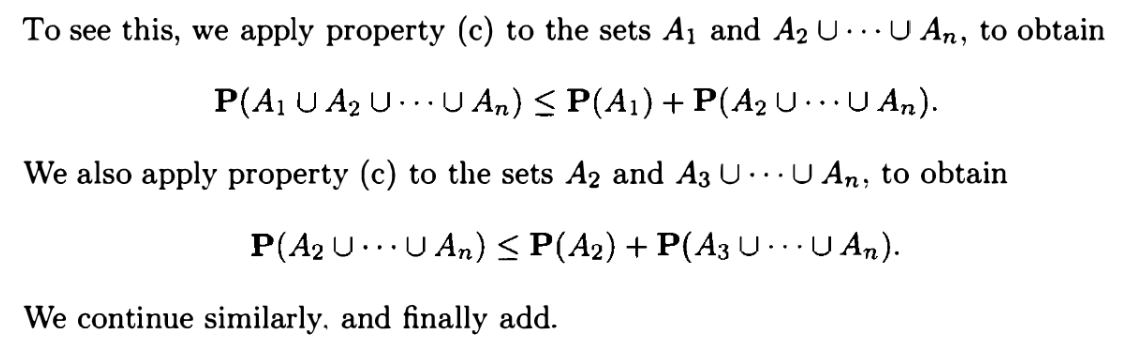 To see this, we apply property (c) to the sets A₁ and A₂ ∪ · · · ∪ Aₙ, to obtain
P(A₁ ∪ A₂ ∪ · · · ∪ Aₙ) ≤ P(A₁) + P(A₂ ∪ · · · ∪ Aₙ).
We also apply property (c) to the sets A₂ and A₃ ∪ · · · ∪ Aₙ, to obtain
P(A₂ ∪ · · · ∪ Aₙ) ≤ P(A₂) + P(A₃ ∪ · · · ∪ Aₙ).
We continue similarly. and finally add.